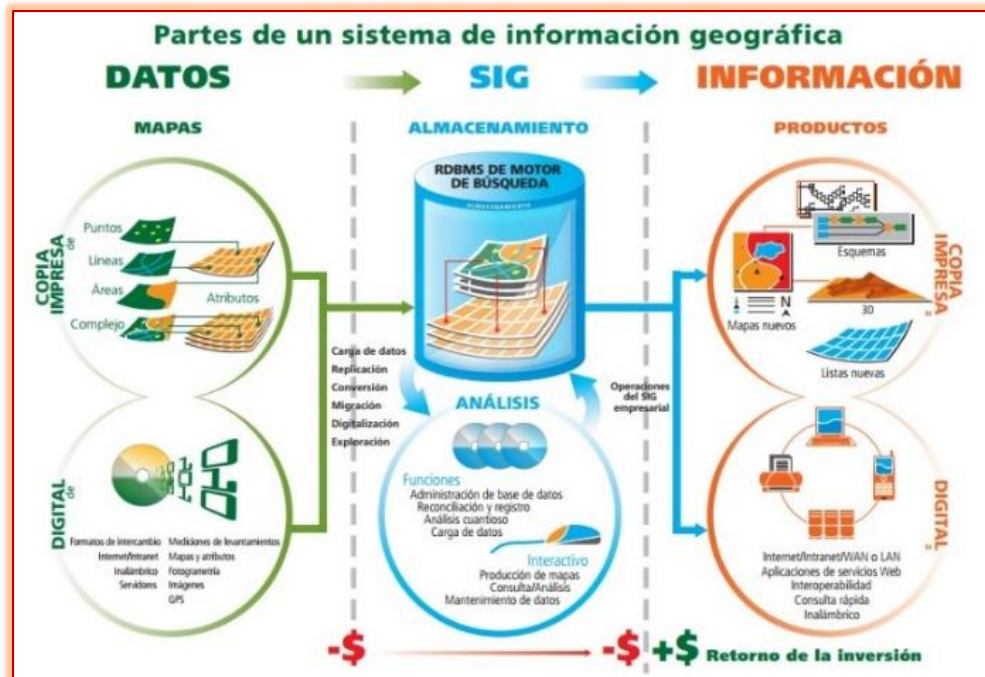 Partes de un sistema de información geográfica
DATOS
SIG
INFORMACIÓN
MAPAS
ALMACENAMIENTO
PRODUCTOS
COPIA
IMPRESA
de
Puntos
Líneas
Áreas
Complejo
Atributos
RDBMS DE MOTOR
DE BÚSQUEDA
ALMACENAMIENTO
Esquemas
N
Mapas nuevos
3D
Listas nuevas
COPIA
IMPRESA
Carga de datos
Replicación
Conversión
Migración
Digitalización
Exploración
Operaciones
del SIG
empresarial
DIGITAL
de
Formatos de intercambio
Internet/Intranet
Inalámbrico
Servidores
Mediciones de levantamientos
Mapas y atributos
Fotogrametría
Imágenes
GPS
ANÁLISIS
Funciones
Administración de base de datos
Reconciliación y registro
Análisis cuantioso
Carga de datos
Interactivo
Producción de mapas
Consulta/Análisis
Mantenimiento de datos
DIGITAL
Internet/Intranet/WAN o LAN
Aplicaciones de servicios Web
Interoperabilidad
Consulta rápida
Inalámbrico
-$
-$
+$ Retorno de la inversión